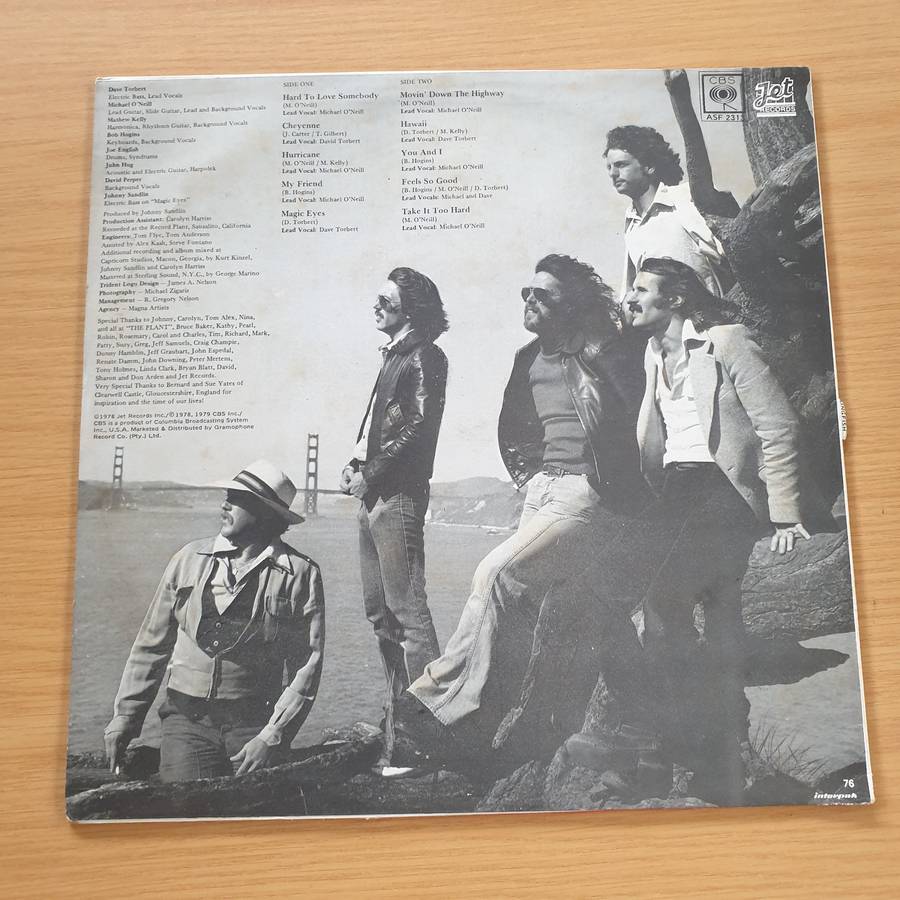 Dave Torbert
Electric Bass, Lead Vocals
Michael O'Neill
Lead Guitar, Slide Guitar, Lead and Background Vocals
Mathew Kelly
Harmonica, Rhythm Guitar, Background Vocals
Bob Hogins
Keyboards, Background Vocals
Joe English
Drums, Syndrums
John Hug
Acoustic and Electric Guitar, Harpolek
David Perper
Background Vocals
Johnny Sandlin
Electric Bass on "Magic Eyes"
Produced by Johnny Sandlin
Production Assistant: Carolyn Harriss
Recorded at the Record Plant, Sausalito, California
Engineers: Tom Flye, Tom Anderson
Assisted by Alex Kash, Steve Fontano
Additional recording and album mixed at
Capricorn Studios, Macon, Georgia, by Kurt Kinzel,
Johnny Sandlin and Carolyn Harriss
Mastered at Sterling Sound, N.Y.C., by George Marino
Trident Logo Design – James A. Nelson
Photography – Michael Zigaris
Management – R. Gregory Nelson
Agency – Magna Artists
Special Thanks to Johnny, Carolyn, Tom Alex, Nina,
and all at "THE PLANT", Bruce Baker, Kathy, Pearl,
Robin, Rosemary, Carol and Charles, Tim, Richard, Mark,
Patty, Suzy, Greg, Jeff Samuels, Craig Champie,
Donny Hamblin, Jeff Grauhart, John Espedal,
Renate Damm, John Downing, Peter Mertens,
Tony Holmes, Linda Clark, Bryan Blatt, David,
Sharon and Don Arden and Jet Records.
Very Special Thanks to Bernard and Sue Yates of
Clearwell Castle, Gloucestershire, England for
inspiration and the time of our lives!
©1978 Jet Records Inc./℗1978, 1979 CBS Inc./
CBS is a product of Columbia Broadcasting System
Inc., U.S.A. Marketed & Distributed by Gramophone
Record Co. (Pty.) Ltd.
SIDE ONE
Hard To Love Somebody
(M. O'Neill)
Lead Vocal: Michael O'Neill
Cheyenne
(J. Carter / T. Gilbert)
Lead Vocal: David Torbert
Hurricane
(M. O'Neill / M. Kelly)
Lead Vocal: Michael O'Neill
My Friend
(B. Hogins)
Lead Vocal: Michael O'Neill
Magic Eyes
(D. Torbert)
Lead Vocal: Dave Torbert
SIDE TWO
Movin' Down The Highway
(M. O'Neill)
Lead Vocal: Michael O'Neill
Hawaii
(D. Torbert / M. Kelly)
Lead Vocal: Dave Torbert
You And I
(B. Hogins)
Lead Vocal: Michael O'Neill
Feels So Good
(B. Hogins / M. O'Neill / D. Torbert)
Lead Vocals: Michael and Dave
Take It Too Hard
(M. O'Neill)
Lead Vocal: Michael O'Neill
CBS
ASF 2313
Jet
RECORDS
76
interpak